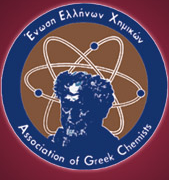 Ένωση Ελλήνων Χημικών
Association of Greek Chemists